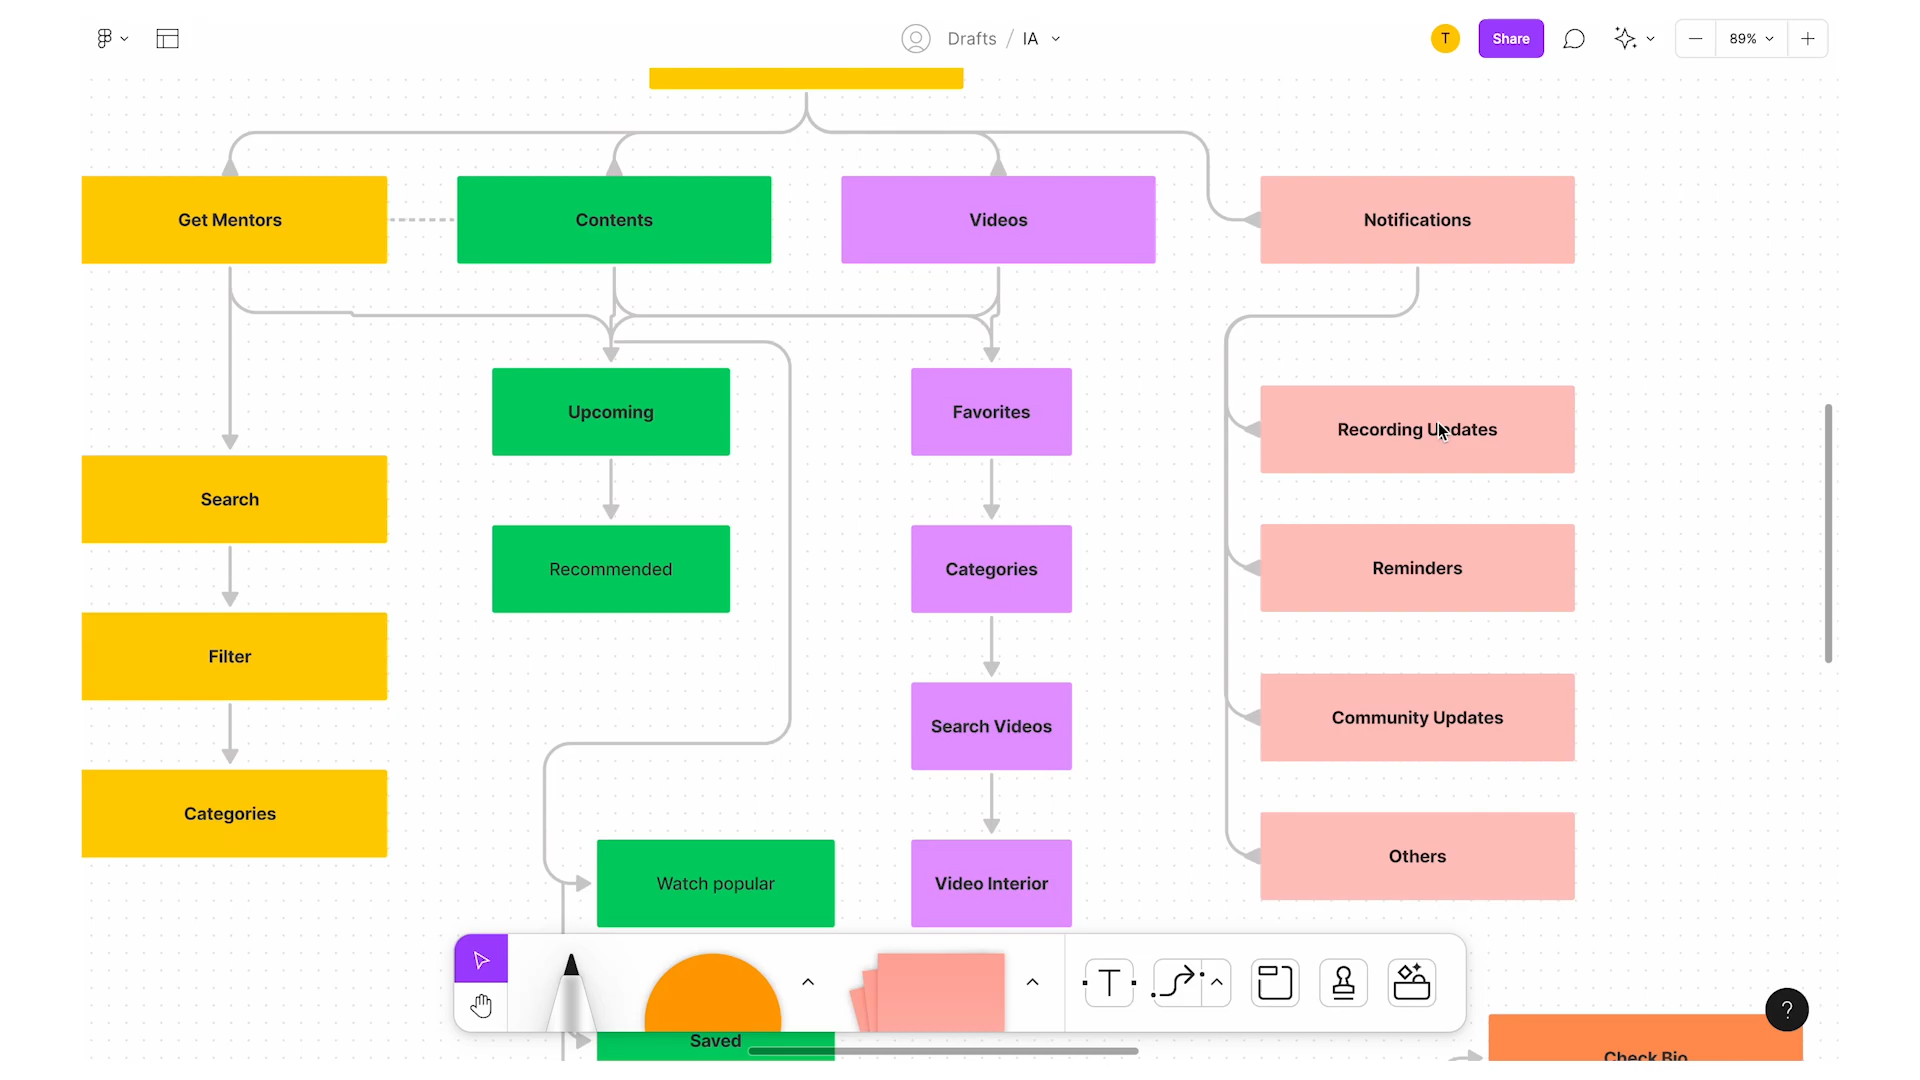 Drafts / IA
T
Share
89%
Get Mentors
Contents
Videos
Notifications
Upcoming
Favorites
Recording Updates
Search
Recommended
Categories
Reminders
Filter
Search Videos
Community Updates
Categories
Watch popular
Video Interior
Others
T
?
Saved
Check Bio